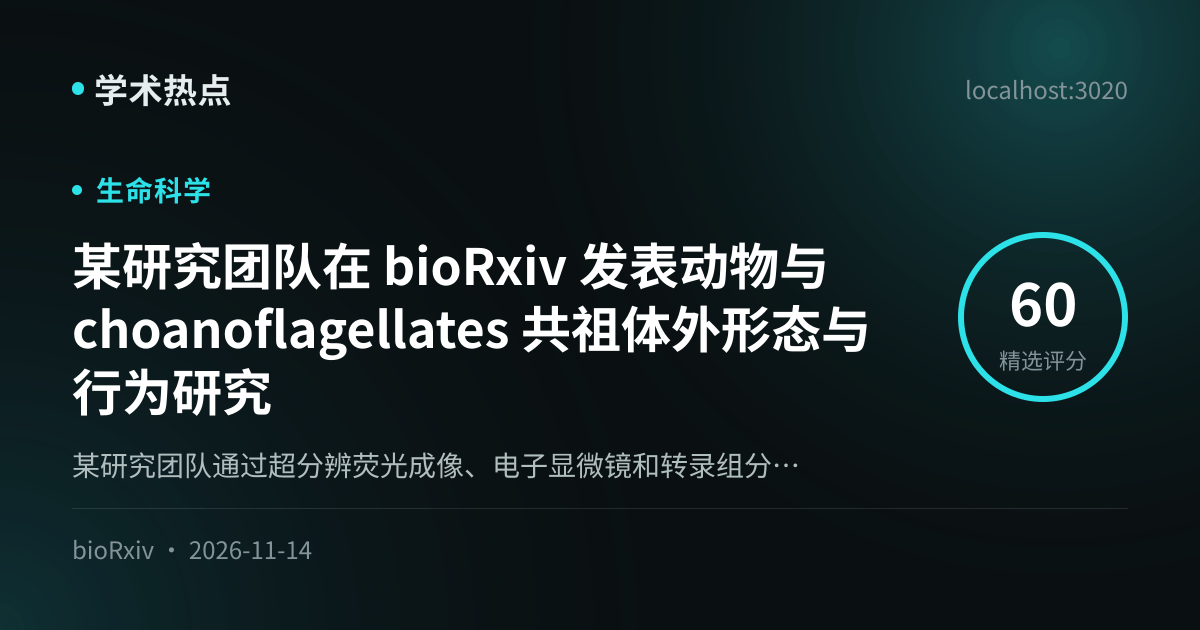 学术热点
localhost:3020
生命科学
某研究团队在 bioRxiv 发表动物与
choanoflagellates 共祖体外形态与
行为研究
60
精选评分
某研究团队通过超分辨荧光成像、电子显微镜和转录组分…
bioRxiv · 2026-11-14